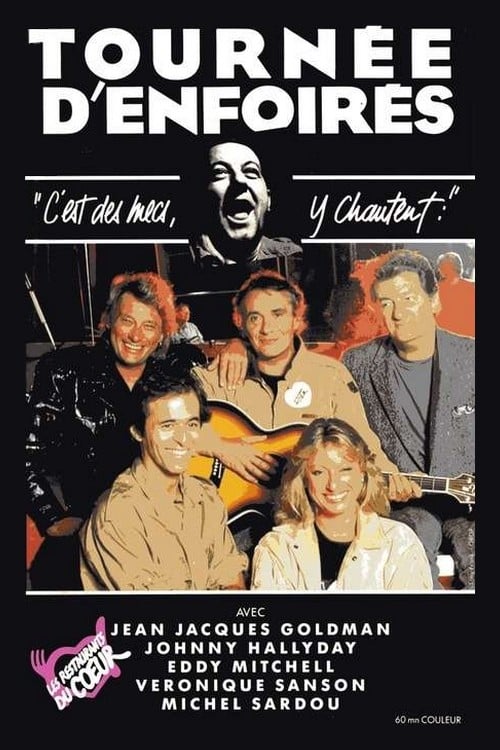 TOURNÉE
D'ENFOIRÉS
"C'est des mecs, y chantent:"
AVEC
JEAN JACQUES GOLDMAN
JOHNNY HALLYDAY
EDDY MITCHELL
VERONIQUE SANSON
MICHEL SARDOU
LES RESTAURANTS
DU CŒUR
60 mn COULEUR